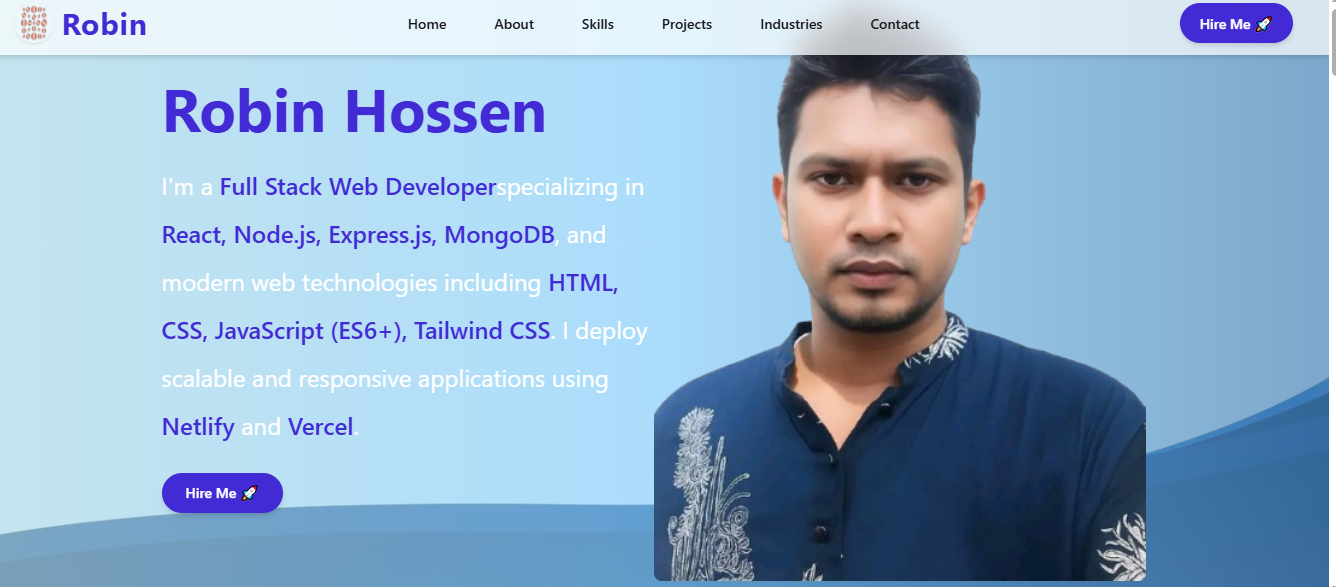 Robin
Home About Skills Projects Industries Contact
Hire Me 🚀
Robin Hossen
I'm a Full Stack Web Developerspecializing in
React, Node.js, Express.js, MongoDB, and
modern web technologies including HTML,
CSS, JavaScript (ES6+), Tailwind CSS. I deploy
scalable and responsive applications using
Netlify and Vercel.
Hire Me 🚀